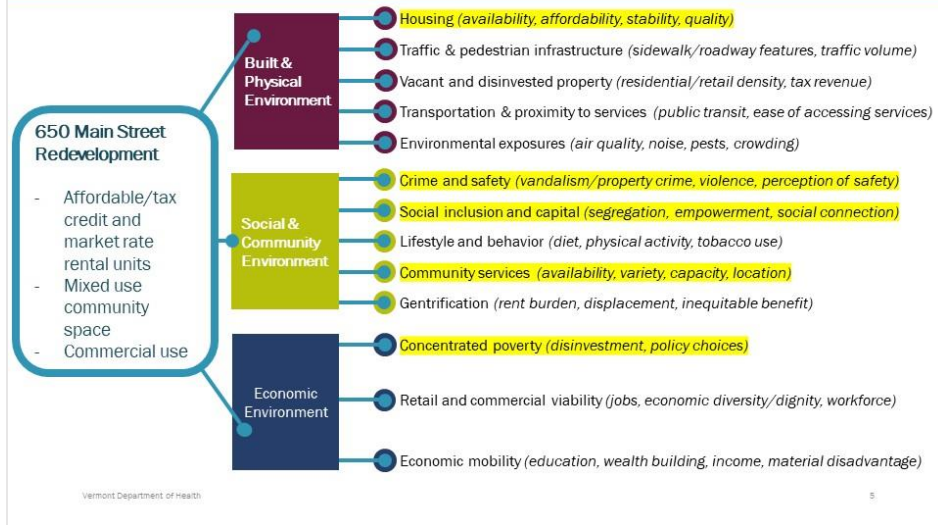 650 Main Street
Redevelopment
- Affordable/tax
credit and
market rate
rental units
- Mixed use
community
space
- Commercial use
Built &
Physical
Environment
Housing (availability, affordability, stability, quality)
Traffic & pedestrian infrastructure (sidewalk/roadway features, traffic volume)
Vacant and disinvested property (residential/retail density, tax revenue)
Transportation & proximity to services (public transit, ease of accessing services)
Environmental exposures (air quality, noise, pests, crowding)
Social &
Community
Environment
Crime and safety (vandalism/property crime, violence, perception of safety)
Social inclusion and capital (segregation, empowerment, social connection)
Lifestyle and behavior (diet, physical activity, tobacco use)
Community services (availability, variety, capacity, location)
Gentrification (rent burden, displacement, inequitable benefit)
Economic
Environment
Concentrated poverty (disinvestment, policy choices)
Retail and commercial viability (jobs, economic diversity/dignity, workforce)
Economic mobility (education, wealth building, income, material disadvantage)
Vermont Department of Health
5